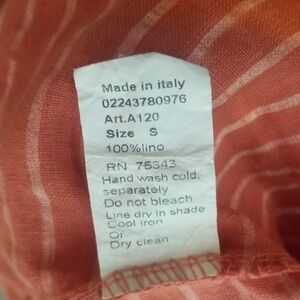 Made in italy
02243780976
Art.A120
Size S
100%lino
RN 75343
Hand wash cold.
separately
Do not bleach
Line dry in shade
Cool iron
Or
Dry clean